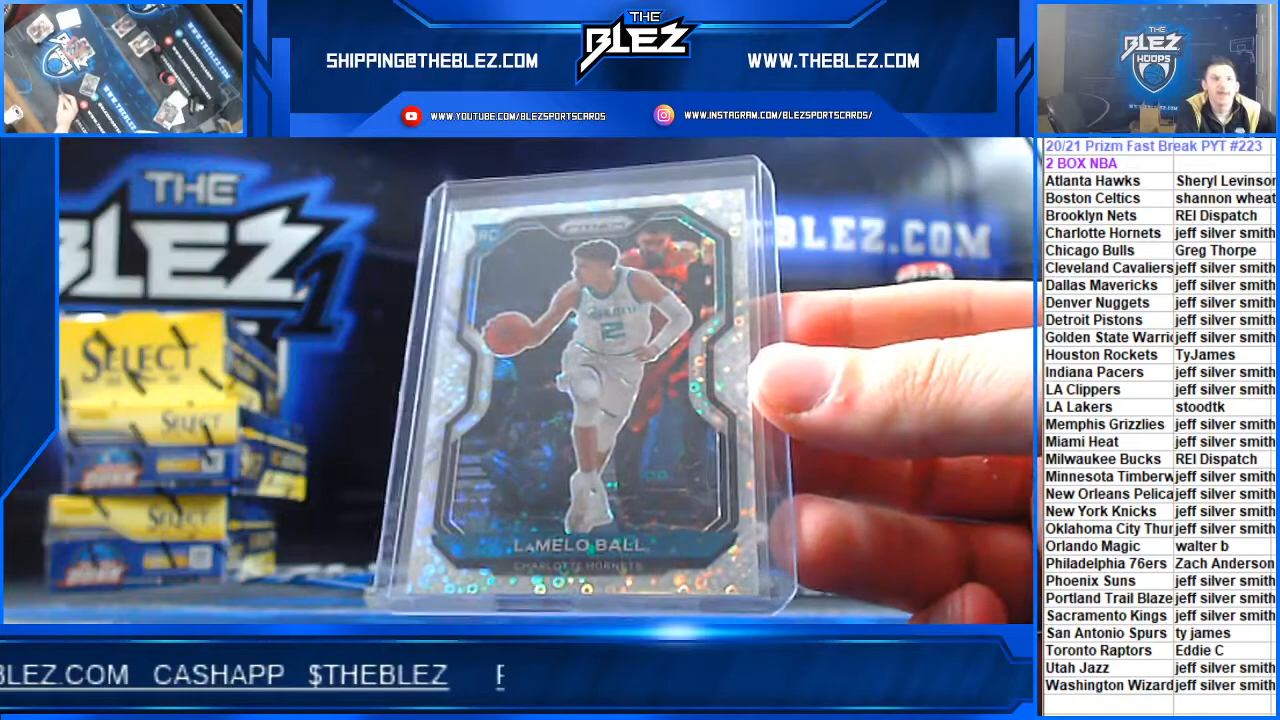 THE
BLEZ
SHIPPING@THEBLEZ.COM
WWW.THEBLEZ.COM
WWW.YOUTUBE.COM/BLEZSPORTSCARDS
WWW.INSTAGRAM.COM/BLEZSPORTSCARDS/
THE
BLEZ
HOOPS
20/21 Prizm Fast Break PYT #223
2 BOX NBA
Atlanta Hawks Sheryl Levinson
Boston Celtics shannon wheat
Brooklyn Nets REI Dispatch
Charlotte Hornets jeff silver smith
Chicago Bulls Greg Thorpe
Cleveland Cavaliers jeff silver smith
Dallas Mavericks jeff silver smith
Denver Nuggets jeff silver smith
Detroit Pistons jeff silver smith
Golden State Warric jeff silver smith
Houston Rockets TyJames
Indiana Pacers jeff silver smith
LA Clippers jeff silver smith
LA Lakers stoodtk
Memphis Grizzlies jeff silver smith
Miami Heat jeff silver smith
Milwaukee Bucks REI Dispatch
Minnesota Timberw jeff silver smith
New Orleans Pelica jeff silver smith
New York Knicks jeff silver smith
Oklahoma City Thur jeff silver smith
Orlando Magic walter b
Philadelphia 76ers Zach Anderson
Phoenix Suns jeff silver smith
Portland Trail Blaze jeff silver smith
Sacramento Kings jeff silver smith
San Antonio Spurs ty james
Toronto Raptors Eddie C
Utah Jazz jeff silver smith
Washington Wizard jeff silver smith
THE
BLEZ
BLEZ.COM
SELECT
SELECT
SELECT
RC
PRIZM
2
LaMELO BALL
CHARLOTTE HORNETS
BLEZ.COM CASHAPP $THEBLEZ